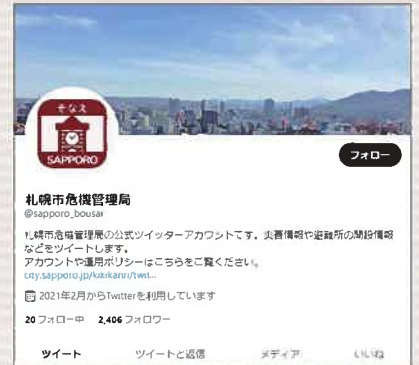 そなえ
SAPPORO
フォロー
札幌市危機管理局
@sapporo_bousai
札幌市危機管理局の公式ツイッターアカウントです。災害情報や避難所の開設情報
などをツイートします。
アカウントや運用ポリシーはこちらをご覧ください。
city.sapporo.jp/kikikanri/twit...
2021年2月からTwitterを利用しています
20 フォロー中 2,406 フォロワー
ツイート ツイートと返信 メディア いいね